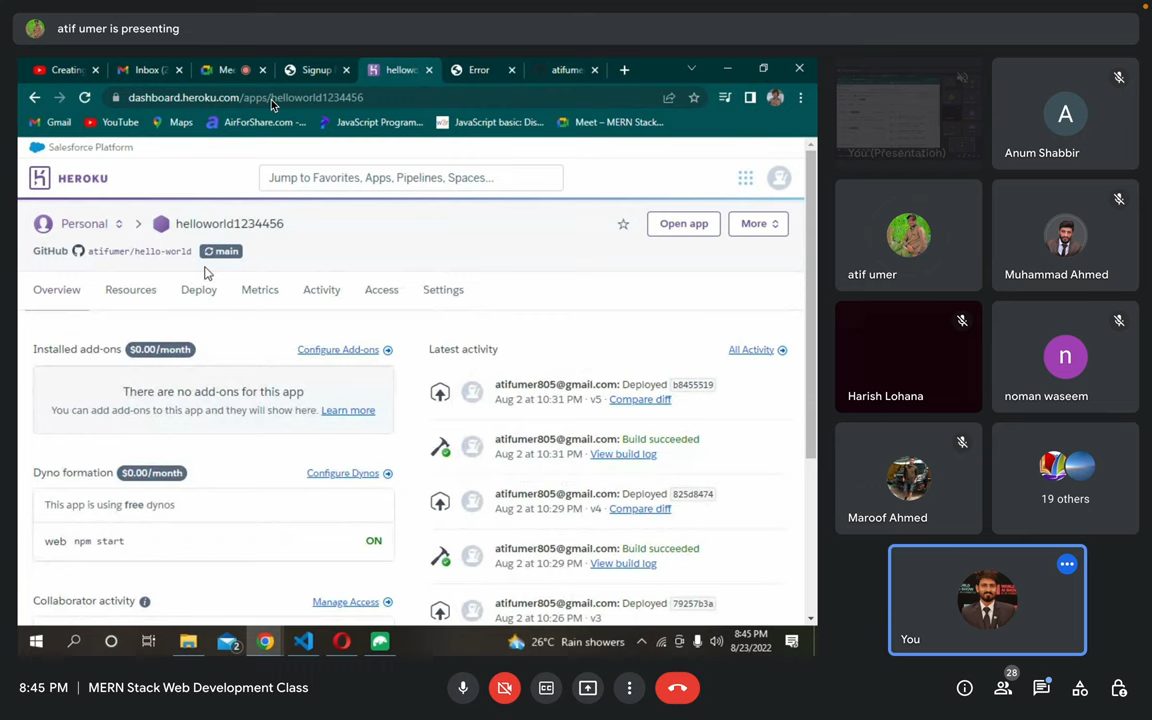 atif umer is presenting
Creating
Inbox (2
Me
Signup
hellowo
Error
atifume
dashboard.heroku.com/apps/helloworld1234456
Gmail
YouTube
Maps
AirForShare.com -...
JavaScript Program...
JavaScript basic: Dis...
Meet – MERN Stack...
Salesforce Platform
HEROKU
Jump to Favorites, Apps, Pipelines, Spaces...
Personal
helloworld1234456
Open app
More
GitHub atifumer/hello-world main
Overview
Resources
Deploy
Metrics
Activity
Access
Settings
Installed add-ons $0.00/month Configure Add-ons
There are no add-ons for this app
You can add add-ons to this app and they will show here. Learn more
Dyno formation $0.00/month Configure Dynos
This app is using free dynos
web npm start ON
Collaborator activity Manage Access
Latest activity All Activity
atifumer805@gmail.com: Deployed b8455519
Aug 2 at 10:31 PM · v5 · Compare diff
atifumer805@gmail.com: Build succeeded
Aug 2 at 10:31 PM · View build log
atifumer805@gmail.com: Deployed 825d8474
Aug 2 at 10:29 PM · v4 · Compare diff
atifumer805@gmail.com: Build succeeded
Aug 2 at 10:29 PM · View build log
atifumer805@gmail.com: Deployed 79257b3a
Aug 2 at 10:26 PM · v3
2
26°C Rain showers
8:45 PM
8/23/2022
You (Presentation)
A
Anum Shabbir
atif umer
Muhammad Ahmed
Harish Lohana
n
noman waseem
Maroof Ahmed
19 others
You
8:45 PM | MERN Stack Web Development Class
28